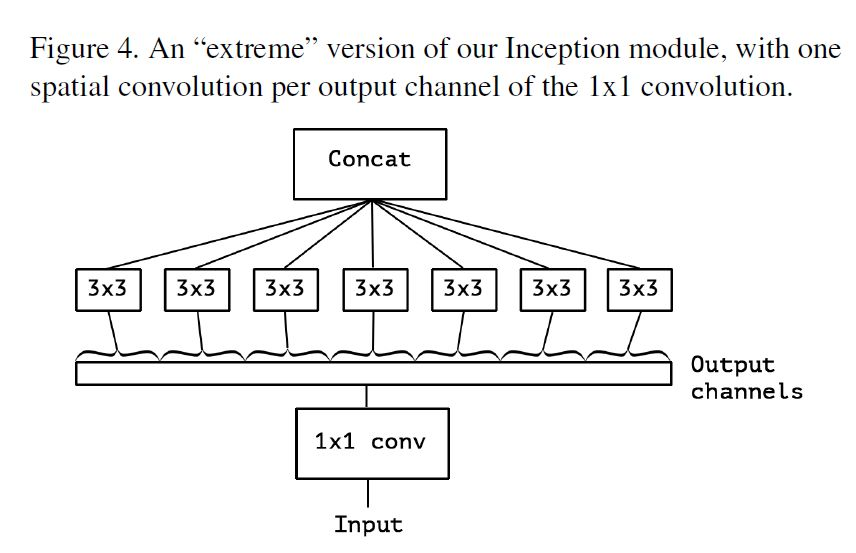 Figure 4. An “extreme” version of our Inception module, with one
spatial convolution per output channel of the 1x1 convolution.
Concat
3x3 3x3 3x3 3x3 3x3 3x3 3x3
Output
channels
1x1 conv
Input